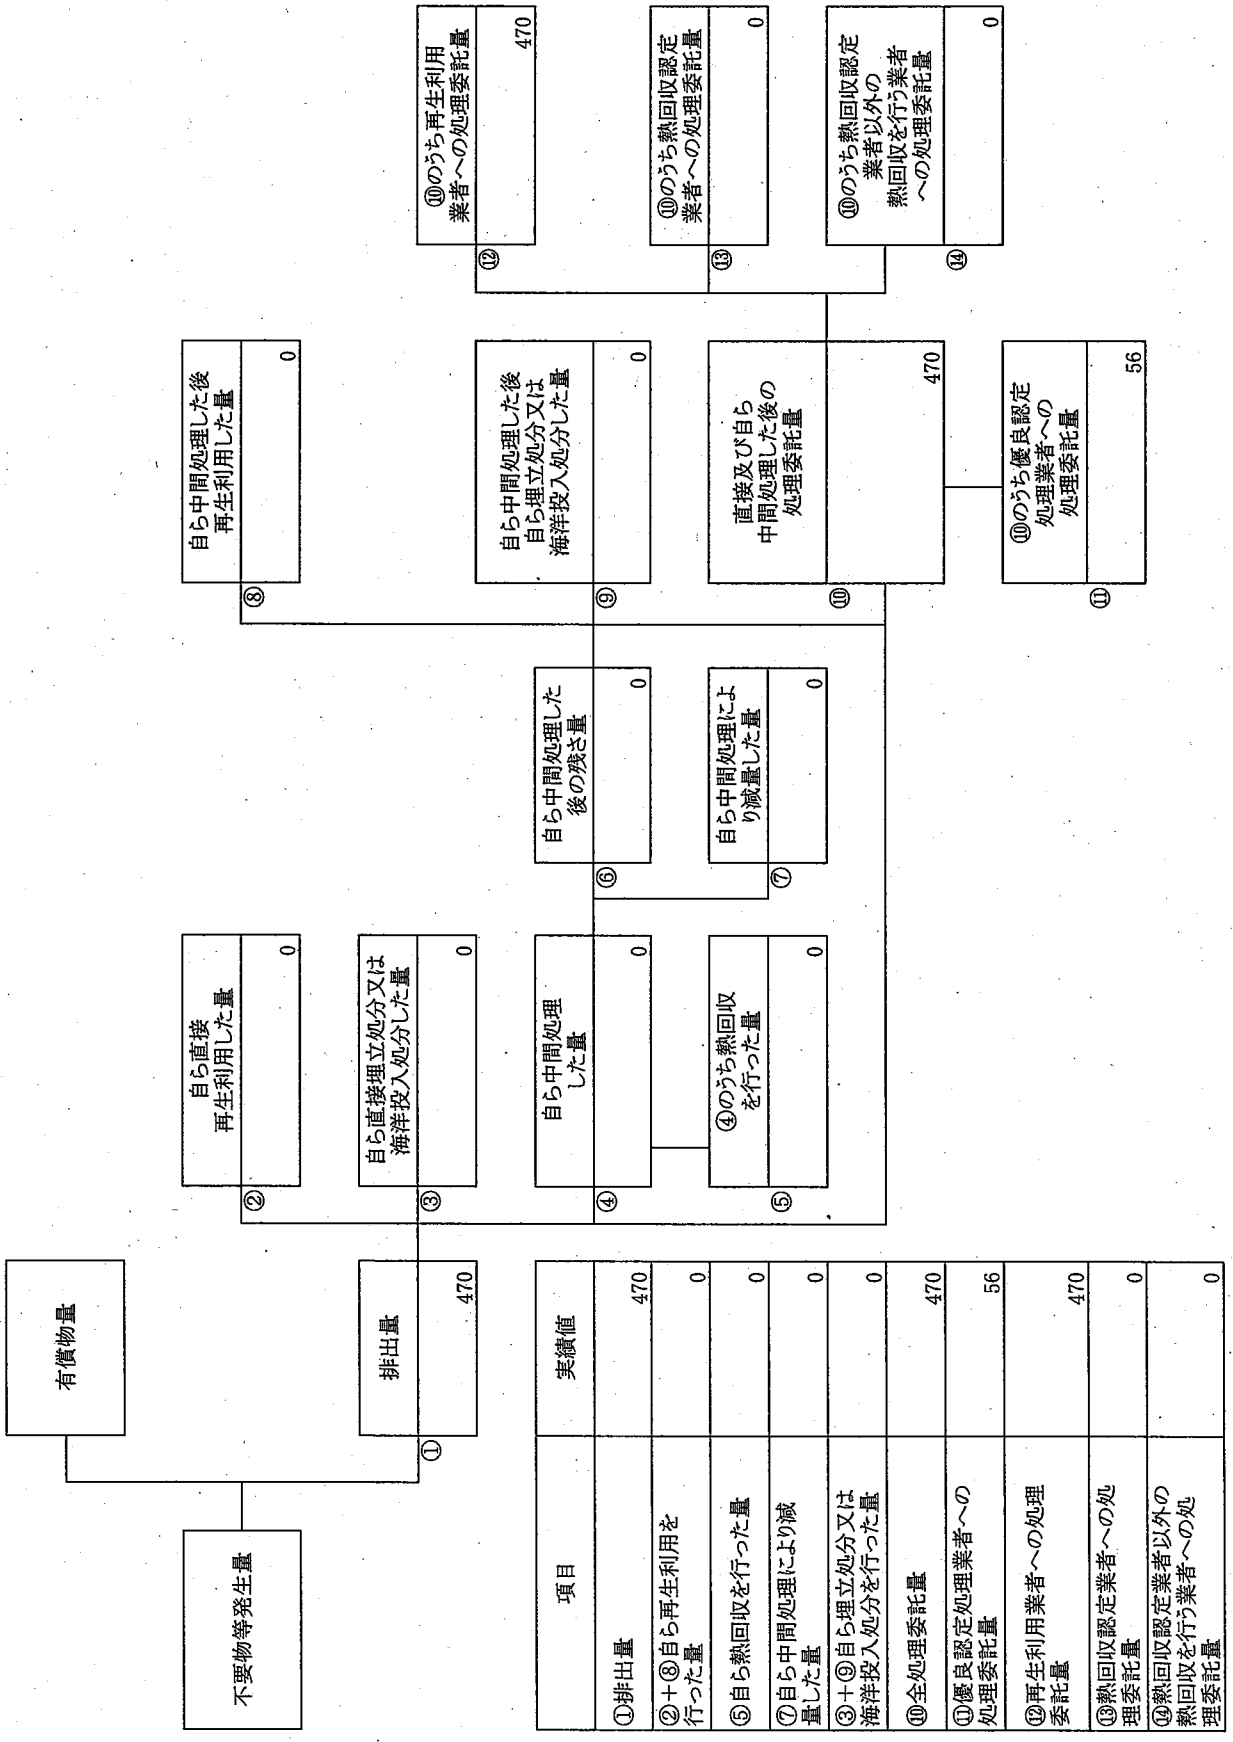 不要物等発生量
有償物量
排出量
①
470
自ら直接
再生利用した量
②
0
自ら直接埋立処分又は
海洋投入処分した量
③
0
自ら中間処理
した量
④
0
④のうち熱回収
を行った量
⑤
0
自ら中間処理した
後の残さ量
⑥
0
自ら中間処理によ
り減量した量
⑦
0
自ら中間処理した後
再生利用した量
⑧
0
自ら中間処理した後
自ら埋立処分又は
海洋投入処分した量
⑨
0
直接及び自ら
中間処理した後の
処理委託量
⑩
470
⑩のうち優良認定
処理業者への
処理委託量
⑪
56
⑩のうち再生利用
業者への処理委託量
⑫
470
⑩のうち熱回収認定
業者への処理委託量
⑬
0
⑩のうち熱回収認定
業者以外の
熱回収を行う業者
への処理委託量
⑭
0
項目 実績値
①排出量 470
②+⑧自ら再生利用を
行った量 0
⑤自ら熱回収を行った量 0
⑦自ら中間処理により減
量した量 0
③+⑨自ら埋立処分又は
海洋投入処分を行った量 0
⑩全処理委託量 470
⑪優良認定処理業者への
処理委託量 56
⑫再生利用業者への処理
委託量 470
⑬熱回収認定業者への処
理委託量 0
⑭熱回収認定業者以外の
熱回収を行う業者への処
理委託量 0